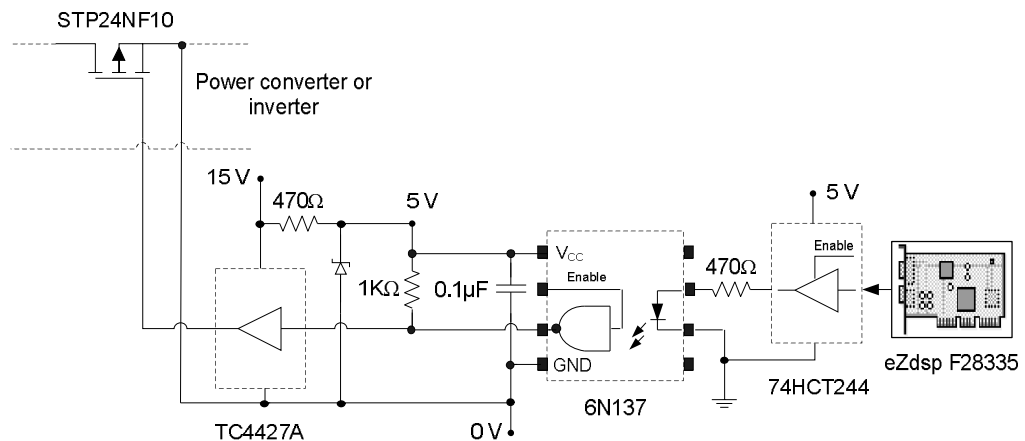 STP24NF10
Power converter or
inverter
15 V
470Ω
5 V
5 V
V_CC
Enable
Enable
470Ω
1KΩ
0.1µF
GND
eZdsp F28335
74HCT244
6N137
TC4427A
0 V